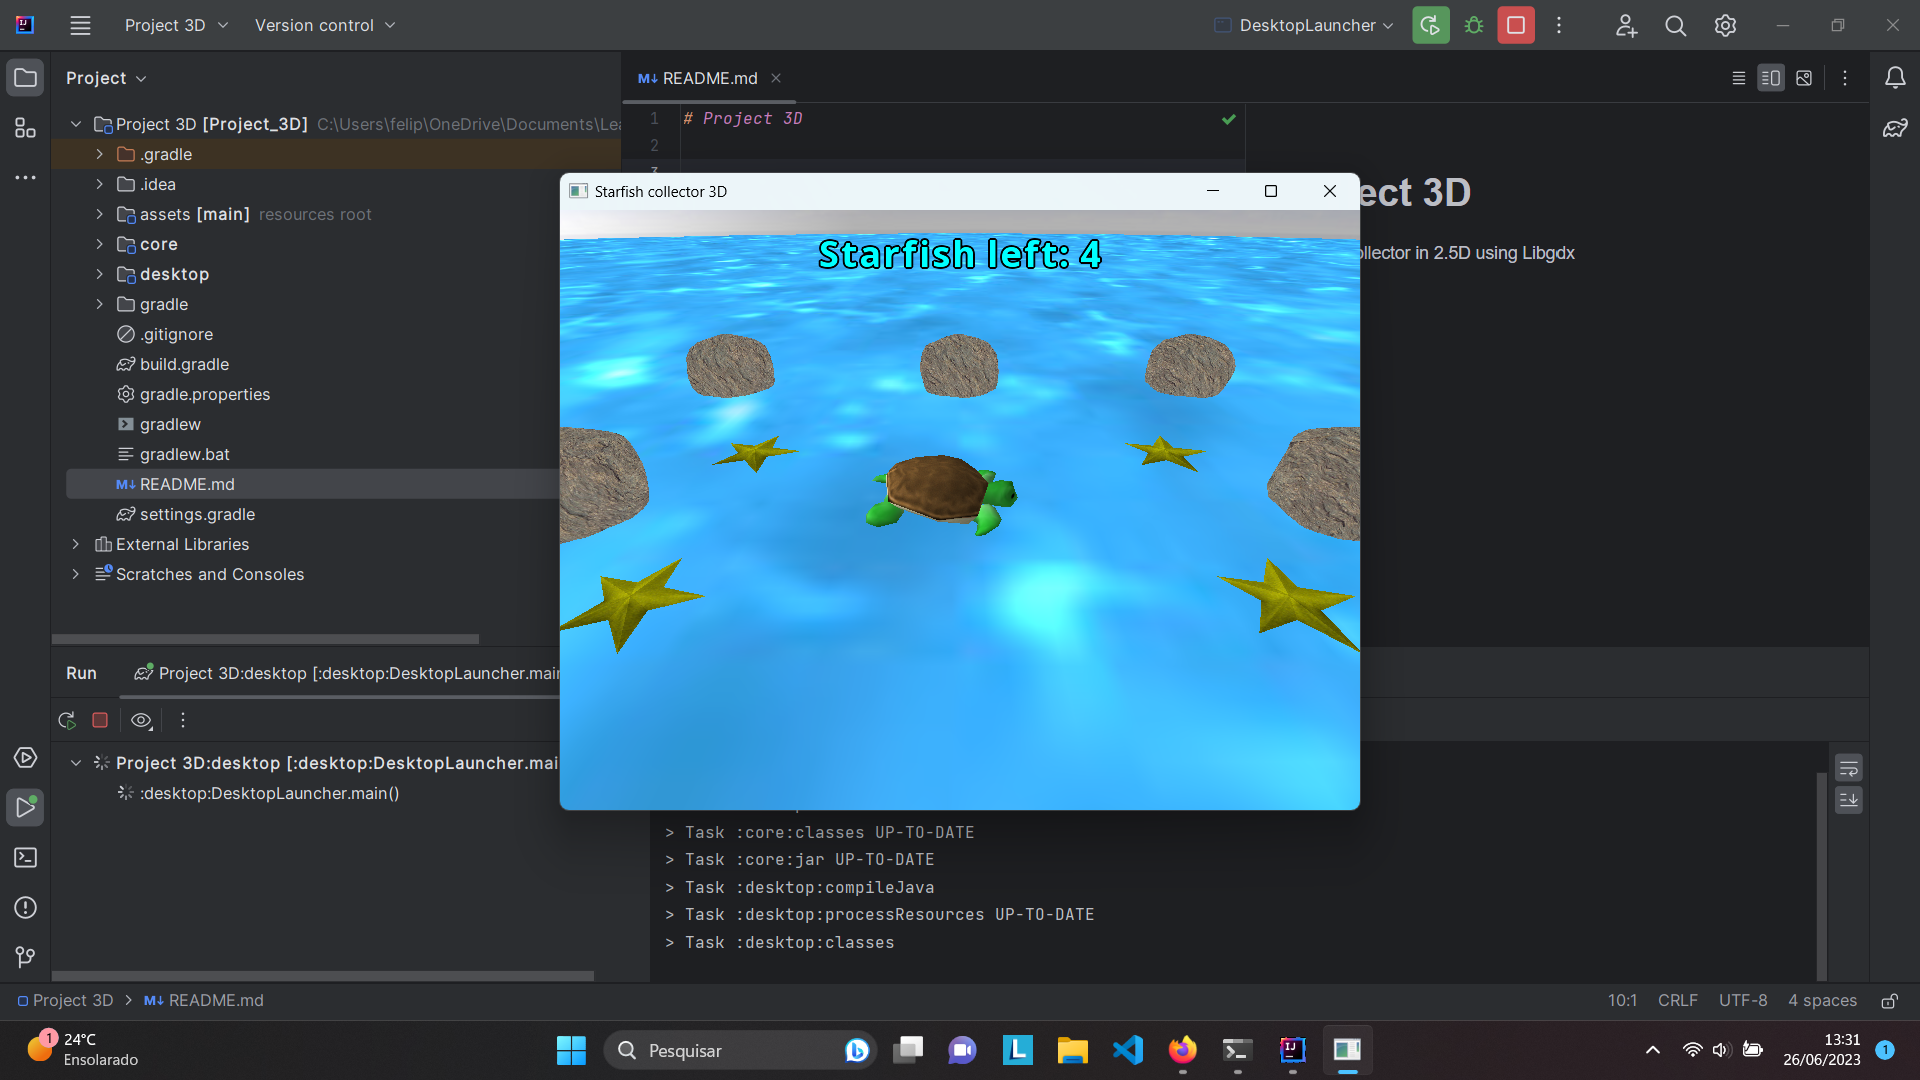 Project 3D
Version control
DesktopLauncher
Project
README.md
Project 3D [Project_3D] C:\Users\felip\OneDrive\Documents\Lea
.gradle
.idea
assets [main] resources root
core
desktop
gradle
.gitignore
build.gradle
gradle.properties
gradlew
gradlew.bat
README.md
settings.gradle
External Libraries
Scratches and Consoles
1 # Project 3D
2
3
ect 3D
ollector in 2.5D using Libgdx
Starfish collector 3D
Starfish left: 4
Run
Project 3D:desktop [:desktop:DesktopLauncher.main
Project 3D:desktop [:desktop:DesktopLauncher.mai
:desktop:DesktopLauncher.main()
> Task :core:classes UP-TO-DATE
> Task :core:jar UP-TO-DATE
> Task :desktop:compileJava
> Task :desktop:processResources UP-TO-DATE
> Task :desktop:classes
Project 3D > README.md
10:1 CRLF UTF-8 4 spaces
1
24°C
Ensolarado
Pesquisar
13:31
26/06/2023
1